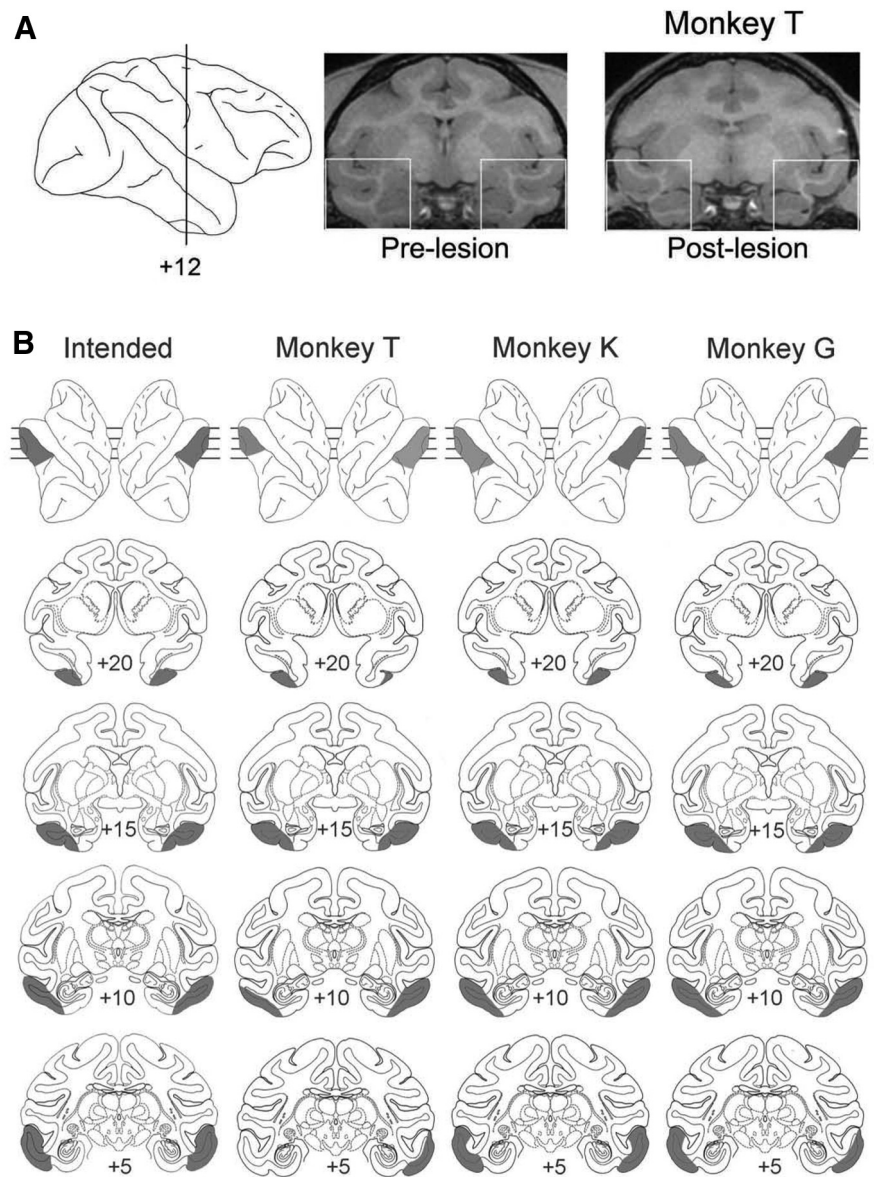 A
Monkey T
+12
Pre-lesion
Post-lesion
B
Intended Monkey T Monkey K Monkey G
+20 +20 +20 +20
+15 +15 +15 +15
+10 +10 +10 +10
+5 +5 +5 +5